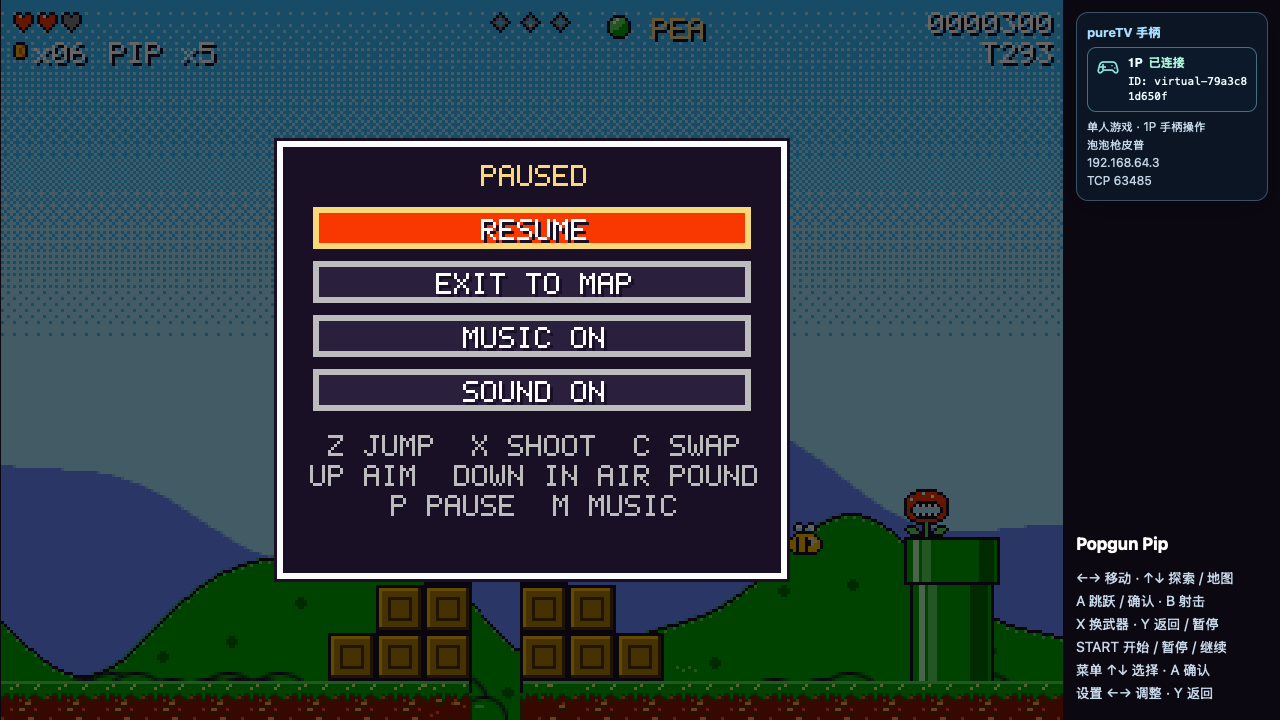 PEA
0000300
x06 PIP x5
T293
PAUSED
RESUME
EXIT TO MAP
MUSIC ON
SOUND ON
Z JUMP X SHOOT C SWAP
UP AIM DOWN IN AIR POUND
P PAUSE M MUSIC
pureTV 手柄
1P 已连接
ID: virtual-79a3c8
1d650f
单人游戏 · 1P 手柄操作
泡泡枪皮普
192.168.64.3
TCP 63485
Popgun Pip
←→ 移动 · ↑↓ 探索 / 地图
A 跳跃 / 确认 · B 射击
X 换武器 · Y 返回 / 暂停
START 开始 / 暂停 / 继续
菜单 ↑↓ 选择 · A 确认
设置 ←→ 调整 · Y 返回